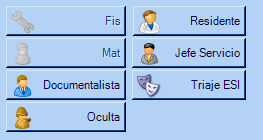 Fis
Residente
Mat
Jefe Servicio
Documentalista
Triaje ESI
Oculta